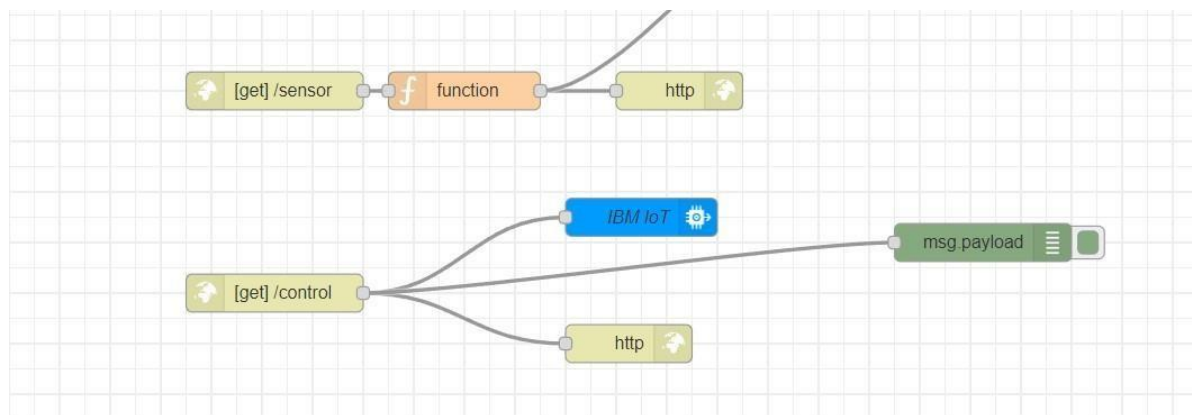 [get] /sensor
function
http
IBM IoT
msg.payload
[get] /control
http